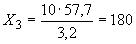 X₃ = (10·57,7)/(3,2) = 180